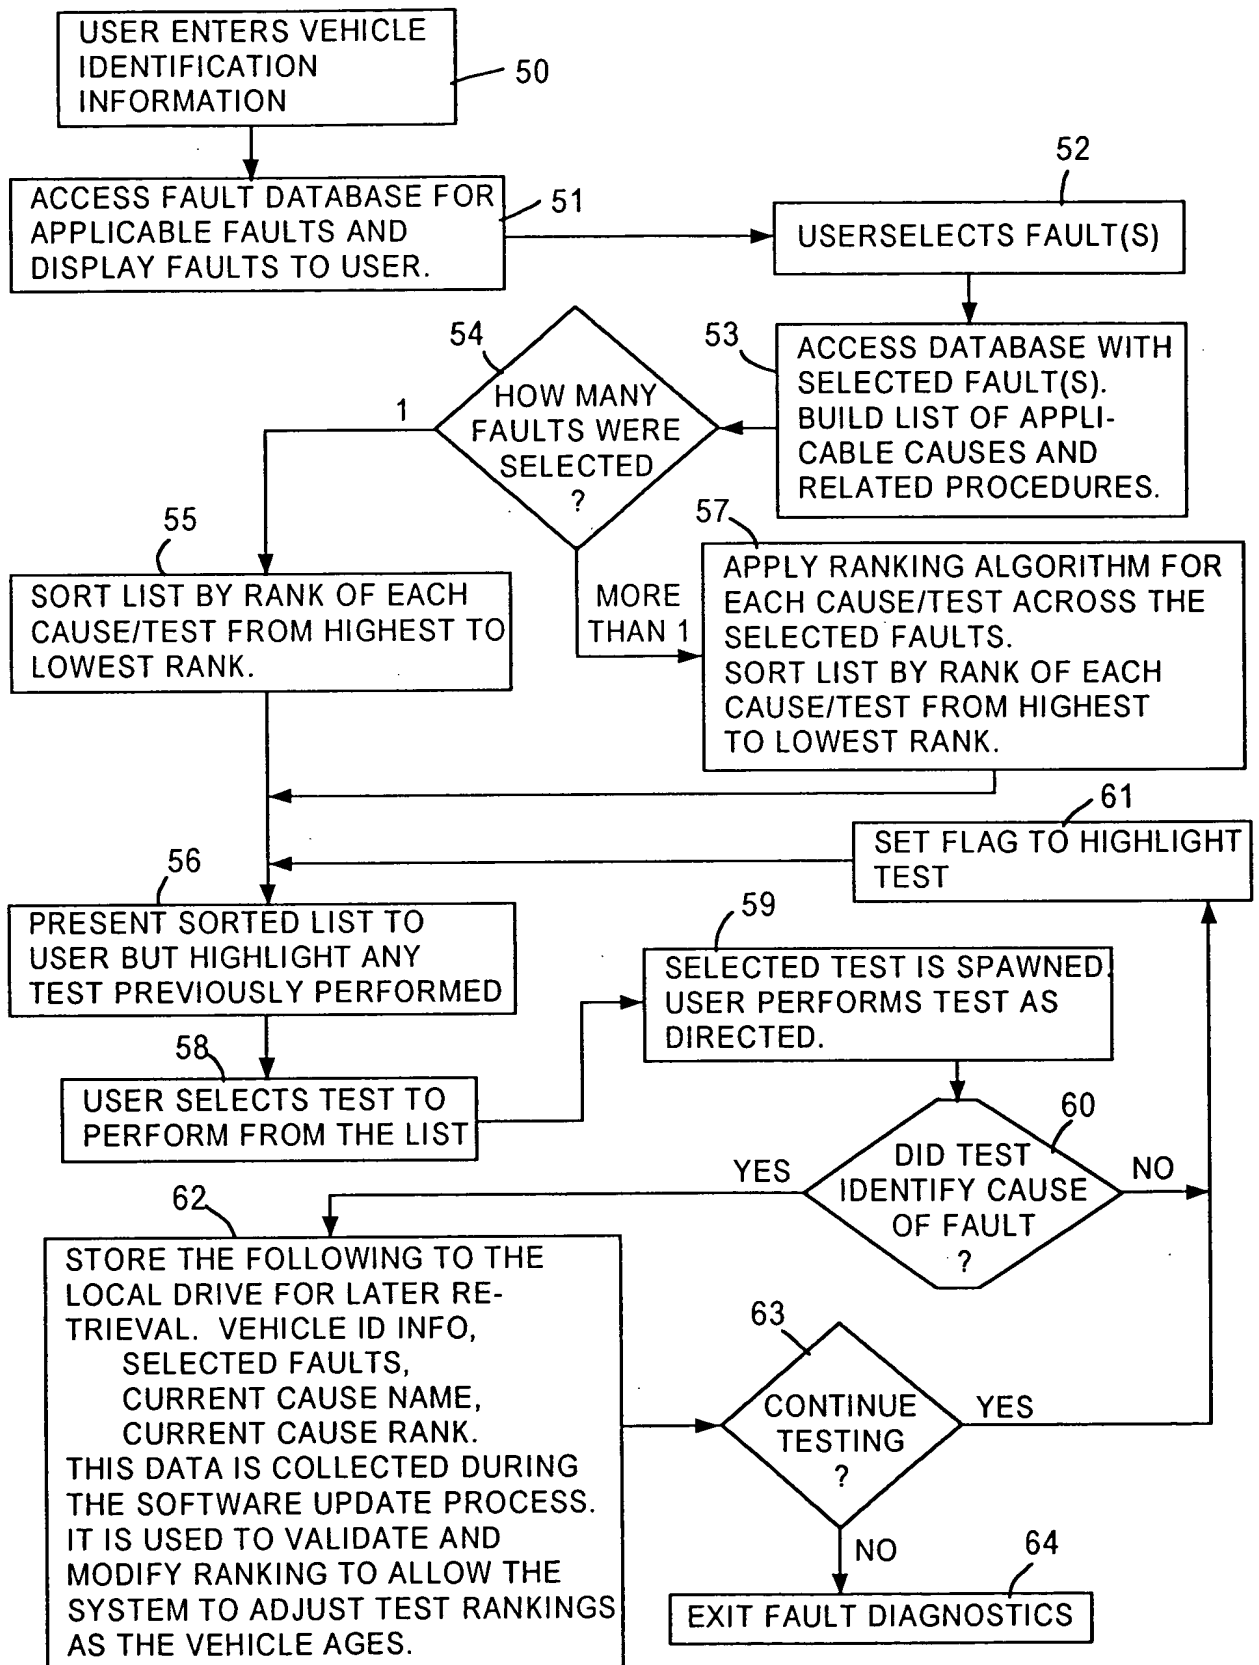 USER ENTERS VEHICLE
IDENTIFICATION
INFORMATION
50
ACCESS FAULT DATABASE FOR
APPLICABLE FAULTS AND
DISPLAY FAULTS TO USER.
51
52
USERSELECTS FAULT(S)
53
ACCESS DATABASE WITH
SELECTED FAULT(S).
BUILD LIST OF APPLI-
CABLE CAUSES AND
RELATED PROCEDURES.
54
HOW MANY
FAULTS WERE
SELECTED
?
1
MORE
THAN 1
55
SORT LIST BY RANK OF EACH
CAUSE/TEST FROM HIGHEST TO
LOWEST RANK.
57
APPLY RANKING ALGORITHM FOR
EACH CAUSE/TEST ACROSS THE
SELECTED FAULTS.
SORT LIST BY RANK OF EACH
CAUSE/TEST FROM HIGHEST
TO LOWEST RANK.
61
SET FLAG TO HIGHLIGHT
TEST
56
PRESENT SORTED LIST TO
USER BUT HIGHLIGHT ANY
TEST PREVIOUSLY PERFORMED
58
USER SELECTS TEST TO
PERFORM FROM THE LIST
59
SELECTED TEST IS SPAWNED.
USER PERFORMS TEST AS
DIRECTED.
60
DID TEST
IDENTIFY CAUSE
OF FAULT
?
YES
NO
62
STORE THE FOLLOWING TO THE
LOCAL DRIVE FOR LATER RE-
TRIEVAL. VEHICLE ID INFO,
SELECTED FAULTS,
CURRENT CAUSE NAME,
CURRENT CAUSE RANK.
THIS DATA IS COLLECTED DURING
THE SOFTWARE UPDATE PROCESS.
IT IS USED TO VALIDATE AND
MODIFY RANKING TO ALLOW THE
SYSTEM TO ADJUST TEST RANKINGS
AS THE VEHICLE AGES.
63
CONTINUE
TESTING
?
YES
NO
64
EXIT FAULT DIAGNOSTICS